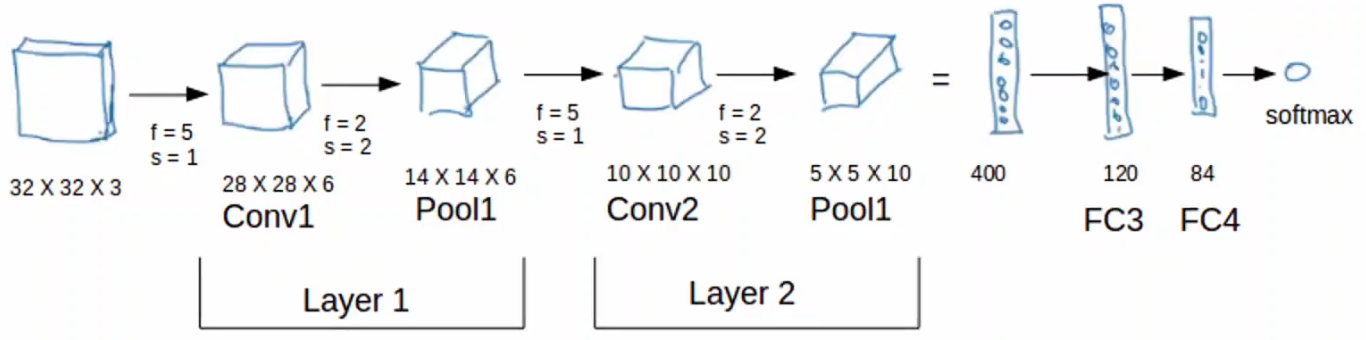 32 X 32 X 3
f = 5
s = 1
28 X 28 X 6
Conv1
f = 2
s = 2
14 X 14 X 6
Pool1
Layer 1
f = 5
s = 1
10 X 10 X 10
Conv2
f = 2
s = 2
5 X 5 X 10
Pool1
Layer 2
=
400
120
FC3
84
FC4
softmax